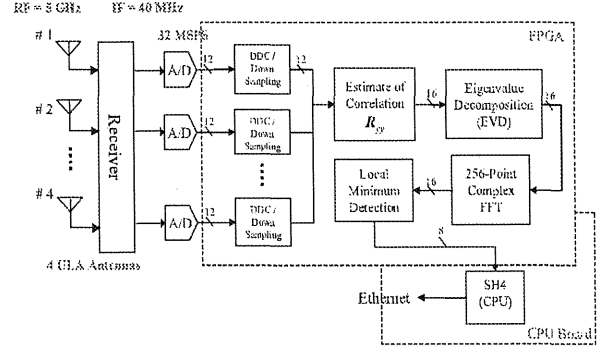 RF = 5 GHz
IF = 40 MHz
32 MSPS
FPGA
# 1
# 2
# 4
Receiver
4 ULA Antennas
A/D
A/D
A/D
12
12
12
DDC /
Down
Sampling
DDC /
Down
Sampling
DDC /
Down
Sampling
12
Estimate of
Correlation
Ryy
16
Eigenvalue
Decomposition
(EVD)
16
256-Point
Complex
FFT
16
Local
Minimum
Detection
8
SH4
(CPU)
Ethernet
CPU Board